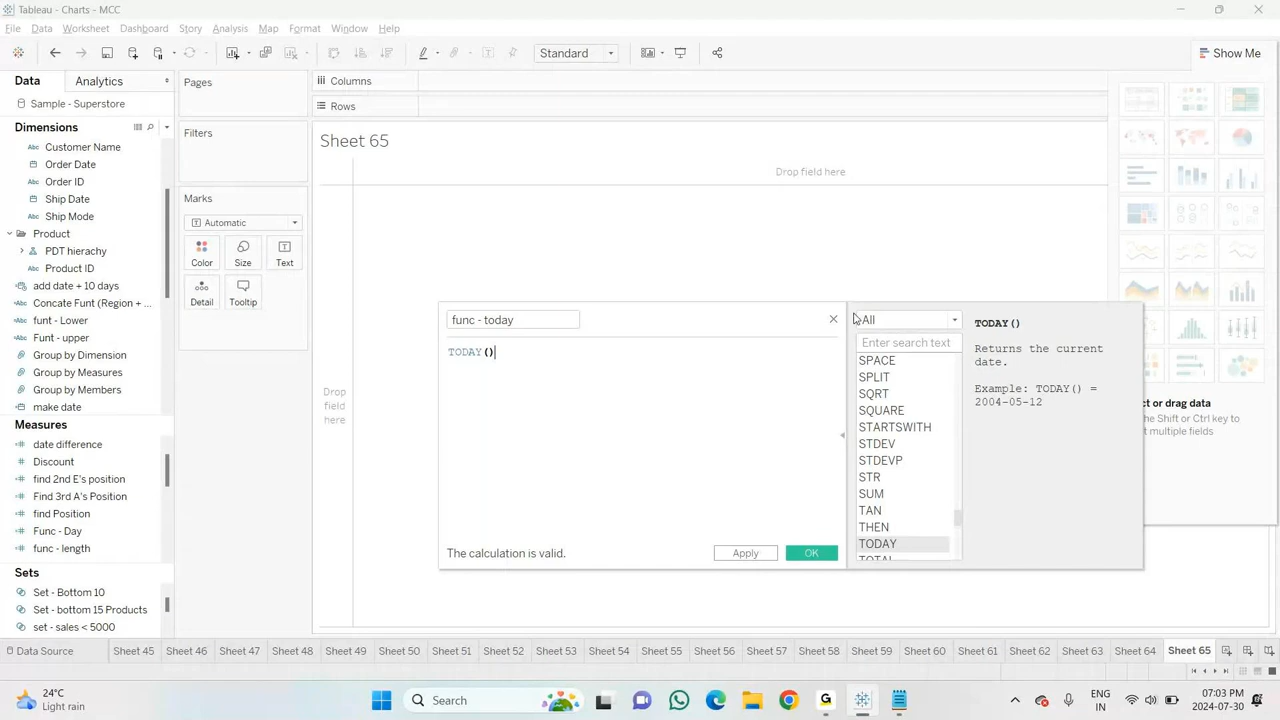 Tableau - Charts - MCC
File Data Worksheet Dashboard Story Analysis Map Format Window Help
Standard
Show Me
Data Analytics
Pages
Columns
Sample - Superstore
Rows
Dimensions
Filters
Customer Name
Order Date
Order ID
Ship Date
Ship Mode
Product
PDT hierachy
Product ID
add date + 10 days
Concate Funt (Region + ...
funt - Lower
Funt - upper
Group by Dimension
Group by Measures
Group by Members
make date
Measures
date difference
Discount
find 2nd E's position
Find 3rd A's Position
find Position
Func - Day
func - length
Sets
Set - Bottom 10
Set - bottom 15 Products
set - sales < 5000
Marks
Automatic
Color Size Text
Detail Tooltip
Sheet 65
Drop field here
Drop
field
here
func - today
TODAY()
The calculation is valid.
Apply OK
All
Enter search text
SPACE
SPLIT
SQRT
SQUARE
STARTSWITH
STDEV
STDEVP
STR
SUM
TAN
THEN
TODAY
TOTAL
TODAY()
Returns the current
date.
Example: TODAY() =
2004-05-12
ct or drag data
the Shift or Ctrl key to
t multiple fields
Data Source Sheet 45 Sheet 46 Sheet 47 Sheet 48 Sheet 49 Sheet 50 Sheet 51 Sheet 52 Sheet 53 Sheet 54 Sheet 55 Sheet 56 Sheet 57 Sheet 58 Sheet 59 Sheet 60 Sheet 61 Sheet 62 Sheet 63 Sheet 64 Sheet 65
24°C
Light rain
Search
ENG
IN
07:03 PM
2024-07-30